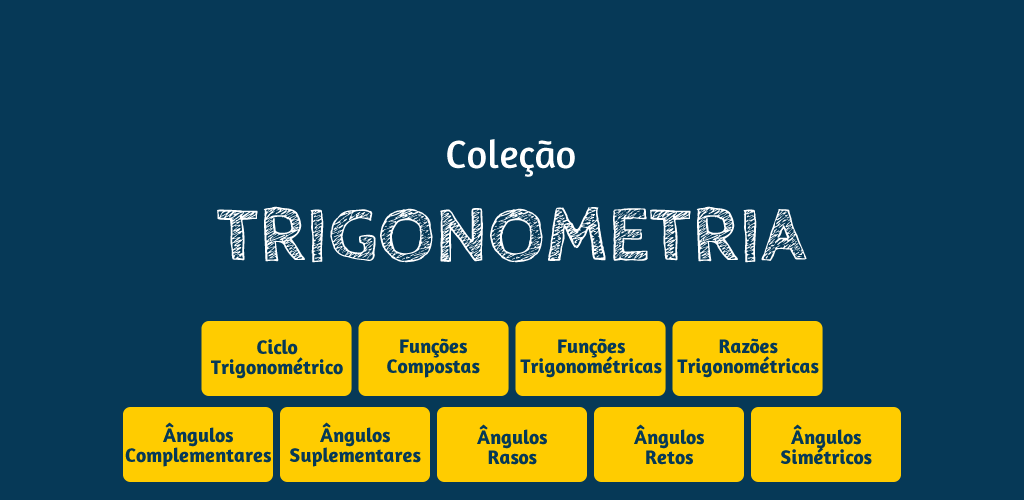 Coleção
TRIGONOMETRIA
Ciclo
Trigonométrico
Funções
Compostas
Funções
Trigonométricas
Razões
Trigonométricas
Ângulos
Complementares
Ângulos
Suplementares
Ângulos
Rasos
Ângulos
Retos
Ângulos
Simétricos